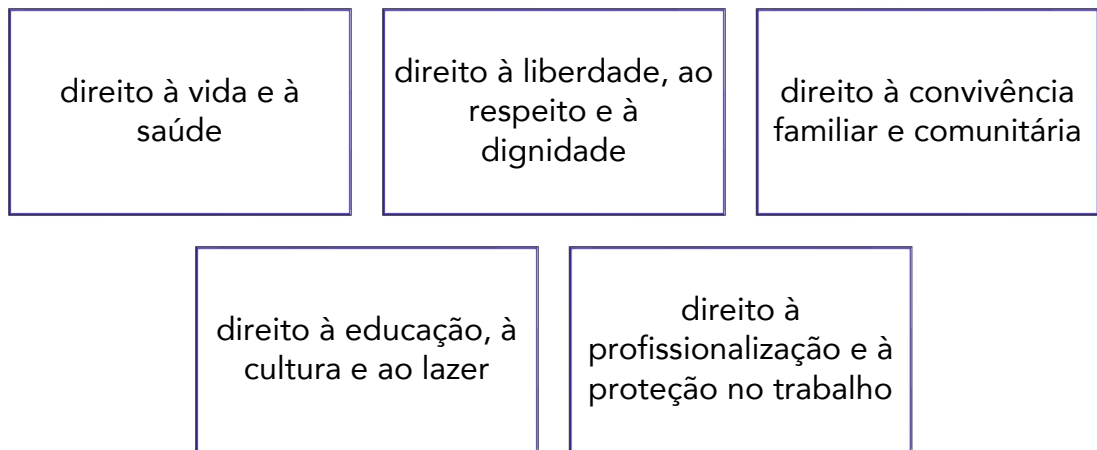 direito à vida e à
saúde
direito à liberdade, ao
respeito e à
dignidade
direito à convivência
familiar e comunitária
direito à educação, à
cultura e ao lazer
direito à
profissionalização e à
proteção no trabalho